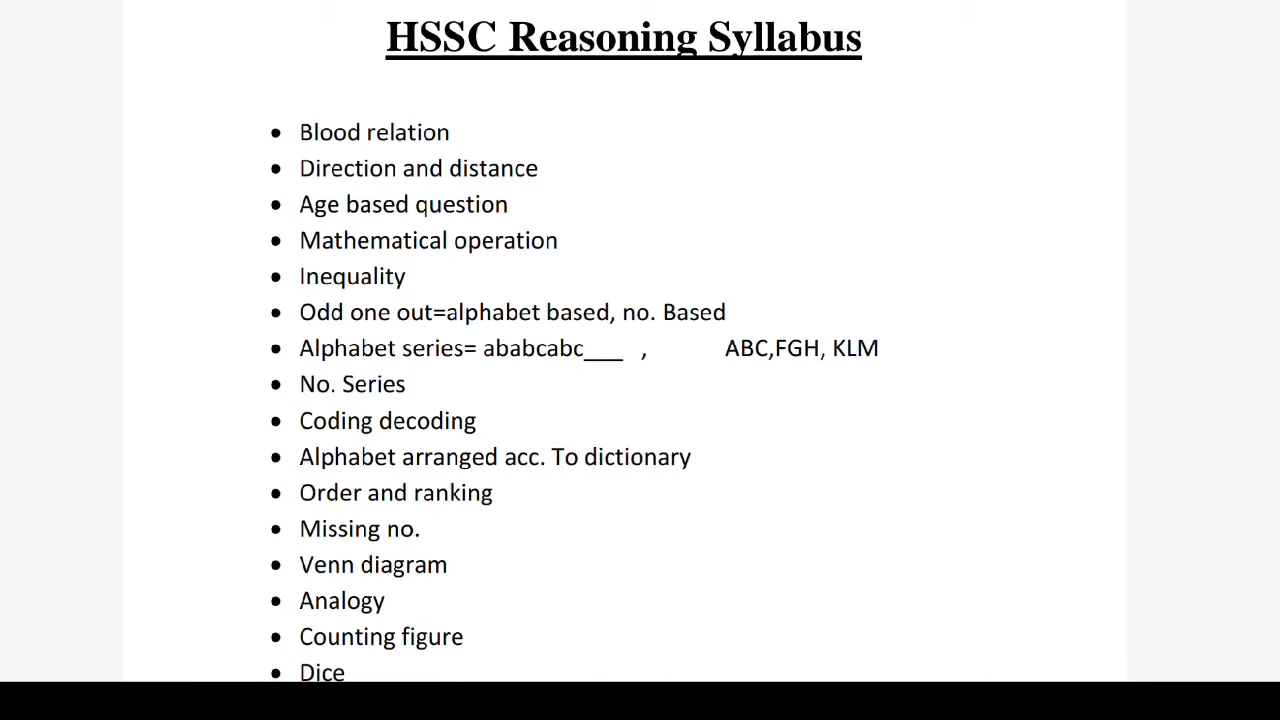 HSSC Reasoning Syllabus
• Blood relation
• Direction and distance
• Age based question
• Mathematical operation
• Inequality
• Odd one out=alphabet based, no. Based
• Alphabet series= ababcabc___ , ABC,FGH, KLM
• No. Series
• Coding decoding
• Alphabet arranged acc. To dictionary
• Order and ranking
• Missing no.
• Venn diagram
• Analogy
• Counting figure
• Dice